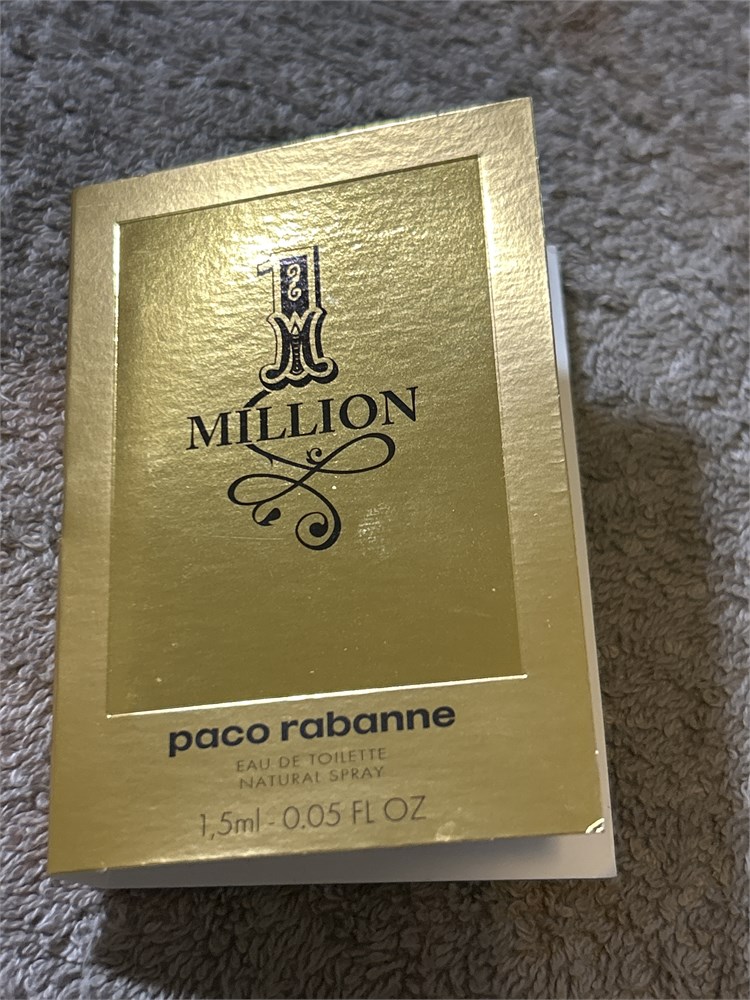 1
MILLION
paco rabanne
EAU DE TOILETTE
NATURAL SPRAY
1,5ml - 0.05 FL OZ